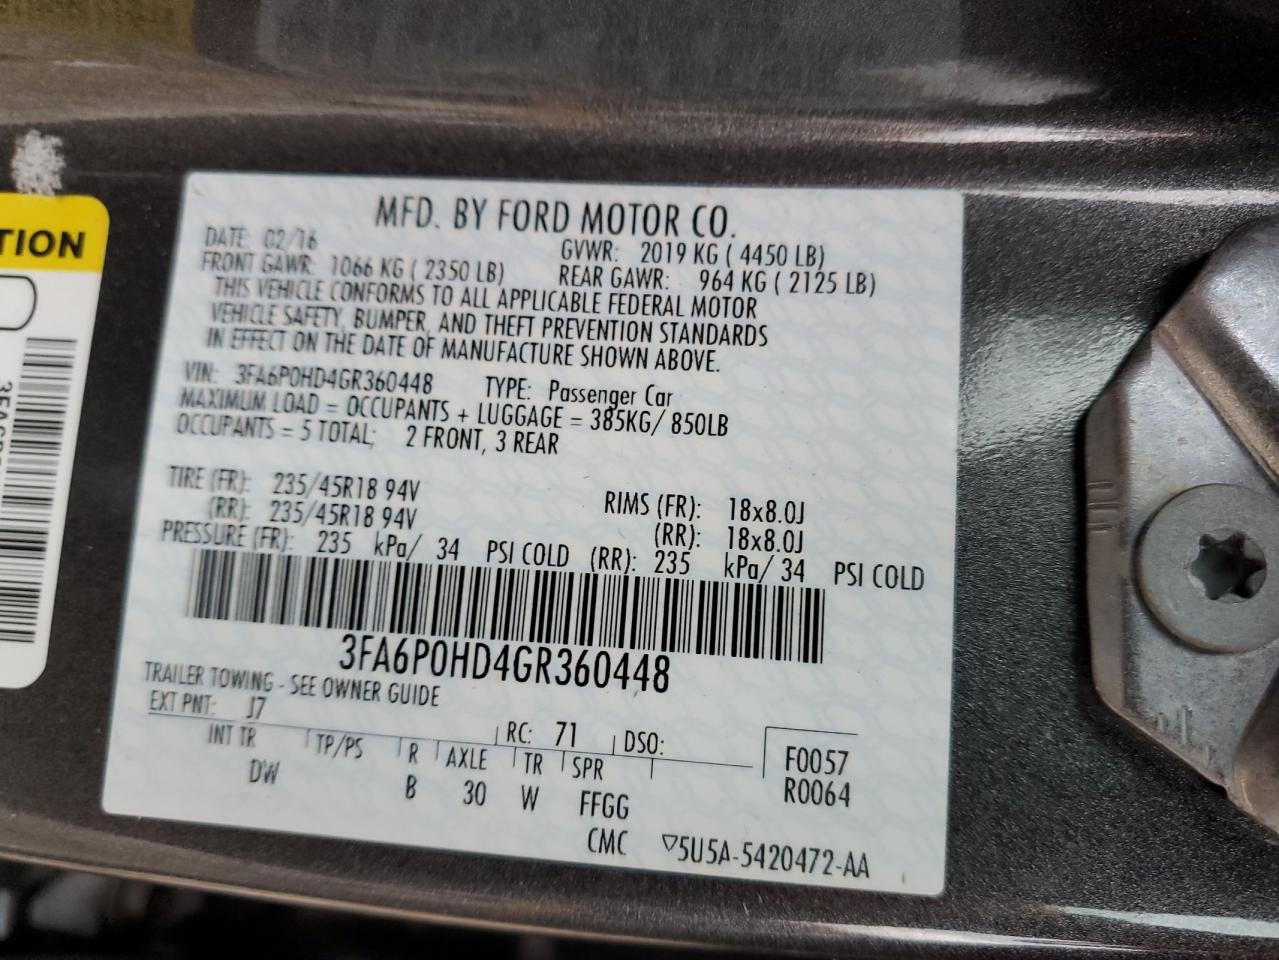 TION
MFD. BY FORD MOTOR CO.
DATE: 02/16 GVWR: 2019 KG ( 4450 LB)
FRONT GAWR: 1066 KG ( 2350 LB) REAR GAWR: 964 KG ( 2125 LB)
THIS VEHICLE CONFORMS TO ALL APPLICABLE FEDERAL MOTOR
VEHICLE SAFETY, BUMPER, AND THEFT PREVENTION STANDARDS
IN EFFECT ON THE DATE OF MANUFACTURE SHOWN ABOVE.
VIN: 3FA6P0HD4GR360448 TYPE: Passenger Car
MAXIMUM LOAD = OCCUPANTS + LUGGAGE = 385KG/ 850LB
OCCUPANTS = 5 TOTAL; 2 FRONT, 3 REAR
TIRE (FR): 235/45R18 94V RIMS (FR): 18x8.0J
(RR): 235/45R18 94V (RR): 18x8.0J
PRESSURE (FR): 235 kPa/ 34 PSI COLD (RR): 235 kPa/ 34 PSI COLD
3FA6P0HD4GR360448
TRAILER TOWING - SEE OWNER GUIDE
EXT PNT: J7 RC: 71 DSO:
INT TR TP/PS R AXLE TR SPR F0057
DW B 30 W FFGG R0064
CMC ▽5U5A-5420472-AA